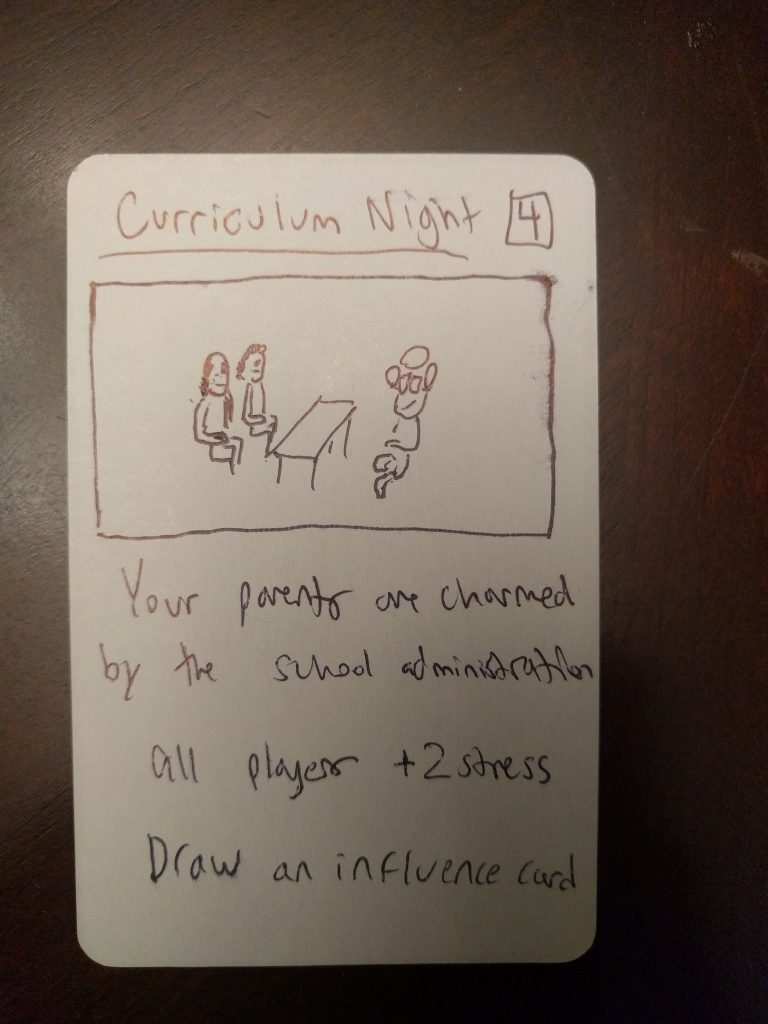 Curriculum Night 4
Your parents are charmed
by the school administration
all players +2 stress
Draw an influence card